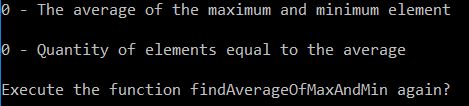 0 - The average of the maximum and minimum element
0 - Quantity of elements equal to the average
Execute the function findAverageOfMaxAndMin again?